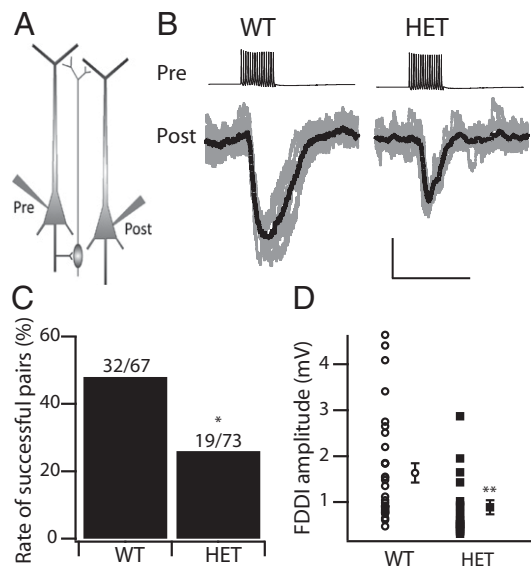 A
Pre
Post
B
WT
HET
Pre
Post
C
Rate of successful pairs (%)
60
40
20
0
32/67
*
19/73
WT
HET
D
FDDI amplitude (mV)
4
3
2
1
**
WT
HET